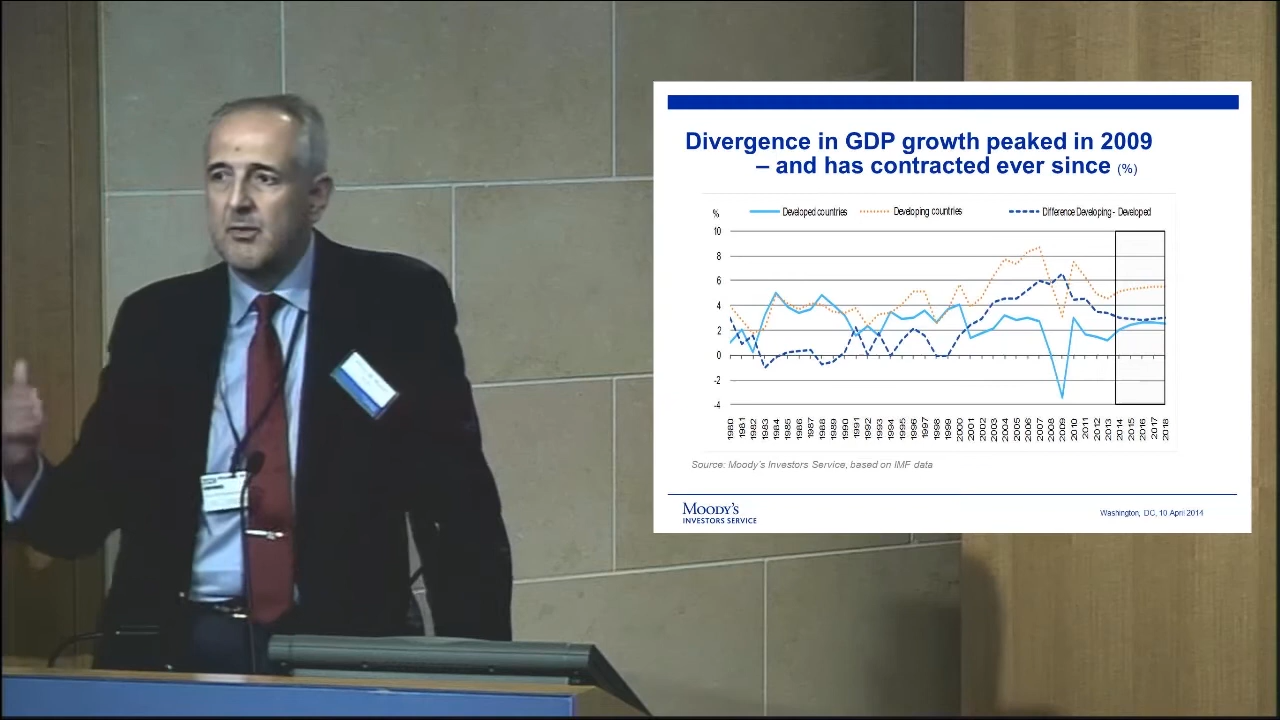 Divergence in GDP growth peaked in 2009
– and has contracted ever since (%)
% Developed countries Developing countries Difference Developing - Developed
10
8
6
4
2
0
-2
-4
1980 1981 1982 1983 1984 1985 1986 1987 1988 1989 1990 1991 1992 1993 1994 1995 1996 1997 1998 1999 2000 2001 2002 2003 2004 2005 2006 2007 2008 2009 2010 2011 2012 2013 2014 2015 2016 2017 2018
Source: Moody's Investors Service, based on IMF data
MOODY'S
INVESTORS SERVICE
Washington, DC, 10 April 2014